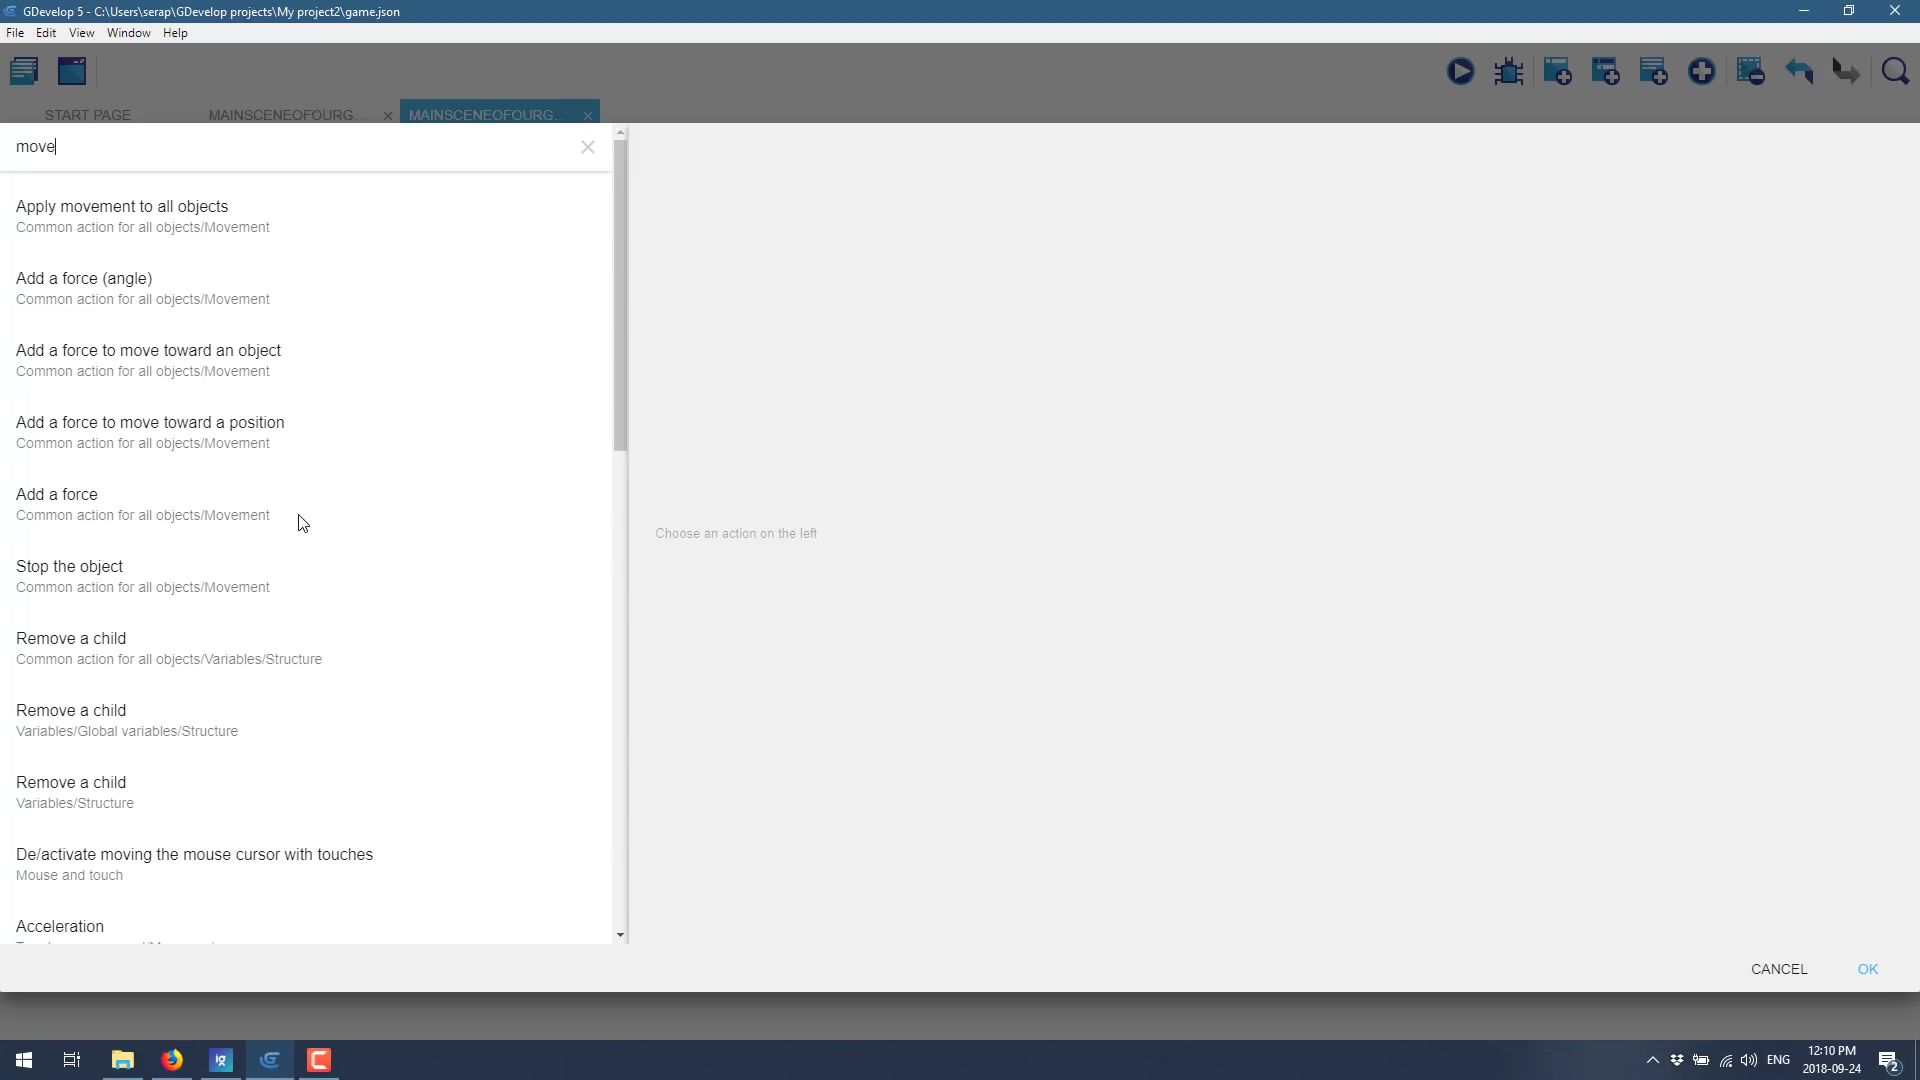 GDevelop 5 - C:\Users\serap\GDevelop projects\My project2\game.json
File Edit View Window Help
START PAGE MAINSCENEOFOURG... MAINSCENEOFOURG...
move
Apply movement to all objects
Common action for all objects/Movement
Add a force (angle)
Common action for all objects/Movement
Add a force to move toward an object
Common action for all objects/Movement
Add a force to move toward a position
Common action for all objects/Movement
Add a force
Common action for all objects/Movement
Choose an action on the left
Stop the object
Common action for all objects/Movement
Remove a child
Common action for all objects/Variables/Structure
Remove a child
Variables/Global variables/Structure
Remove a child
Variables/Structure
De/activate moving the mouse cursor with touches
Mouse and touch
Acceleration
CANCEL OK
ENG
12:10 PM
2018-09-24
2